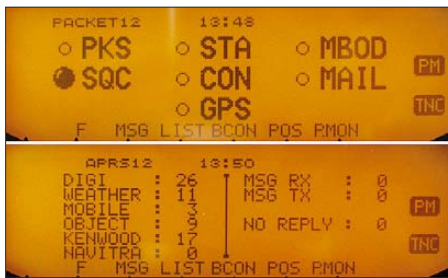 PACKET12 13:48
PKS STA MBOD
SQC CON MAIL PM
GPS TNC
F MSG LIST BCON POS P.MON
APRS12 13:50
DIGI : 26 MSG RX : 0
WEATHER : 11 MSG TX : 0
MOBILE : 3 PM
OBJECT : 9 NO REPLY : 0
KENWOOD : 17 TNC
NAVITRA : 0
F MSG LIST BCON POS P.MON